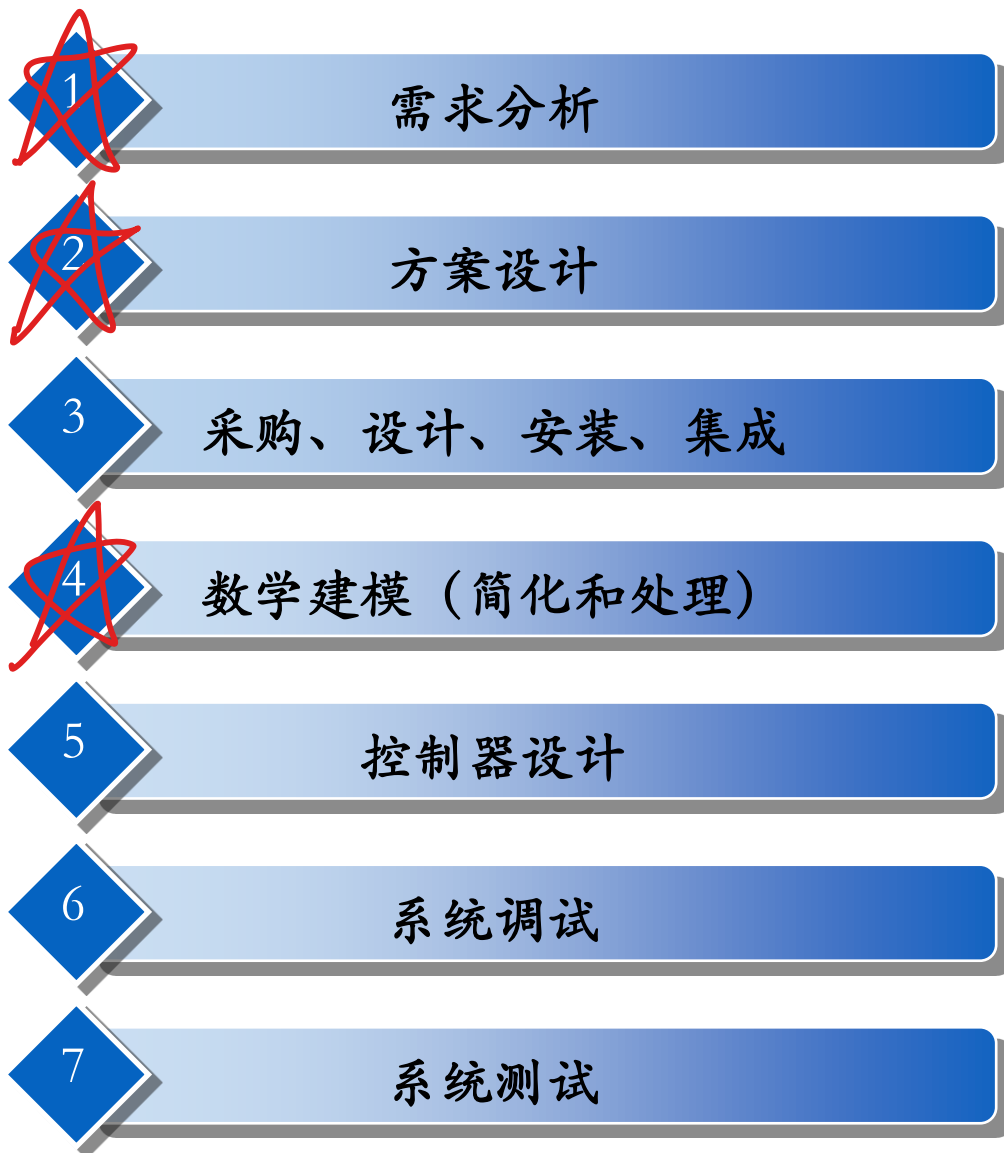 1 需求分析
2 方案设计
3 采购、设计、安装、集成
4 数学建模（简化和处理）
5 控制器设计
6 系统调试
7 系统测试